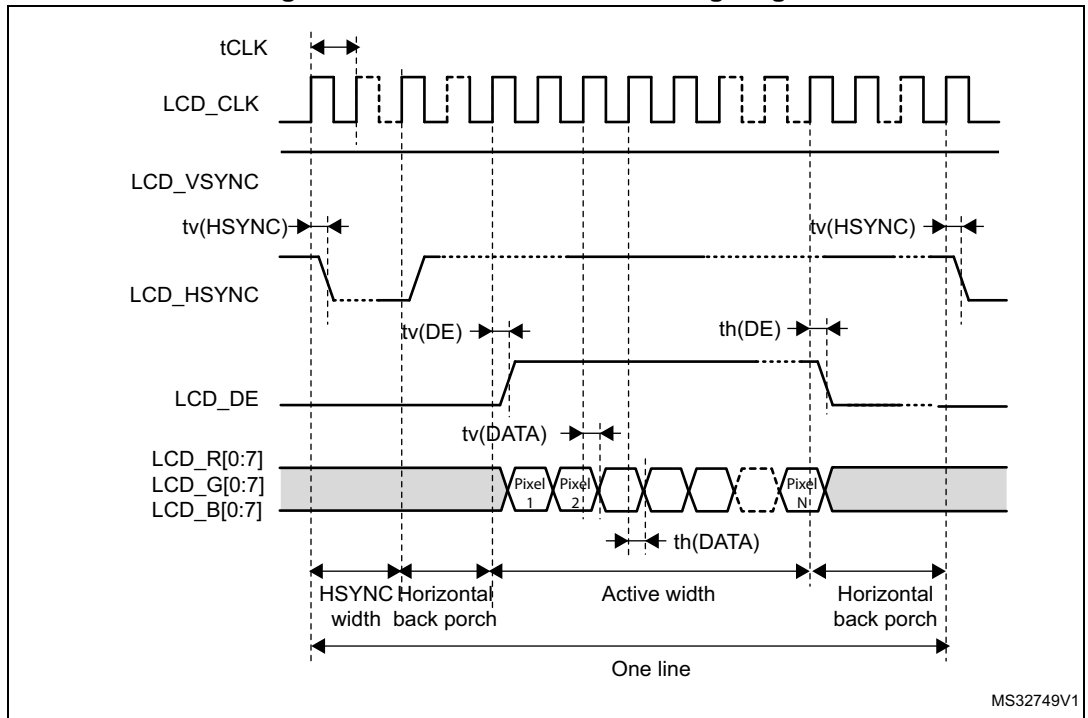 tCLK
LCD_CLK
LCD_VSYNC
tv(HSYNC)
tv(HSYNC)
LCD_HSYNC
tv(DE)
th(DE)
LCD_DE
tv(DATA)
LCD_R[0:7]
LCD_G[0:7]
LCD_B[0:7]
Pixel
1
Pixel
2
Pixel
N
th(DATA)
HSYNC
width
Horizontal
back porch
Active width
Horizontal
back porch
One line
MS32749V1